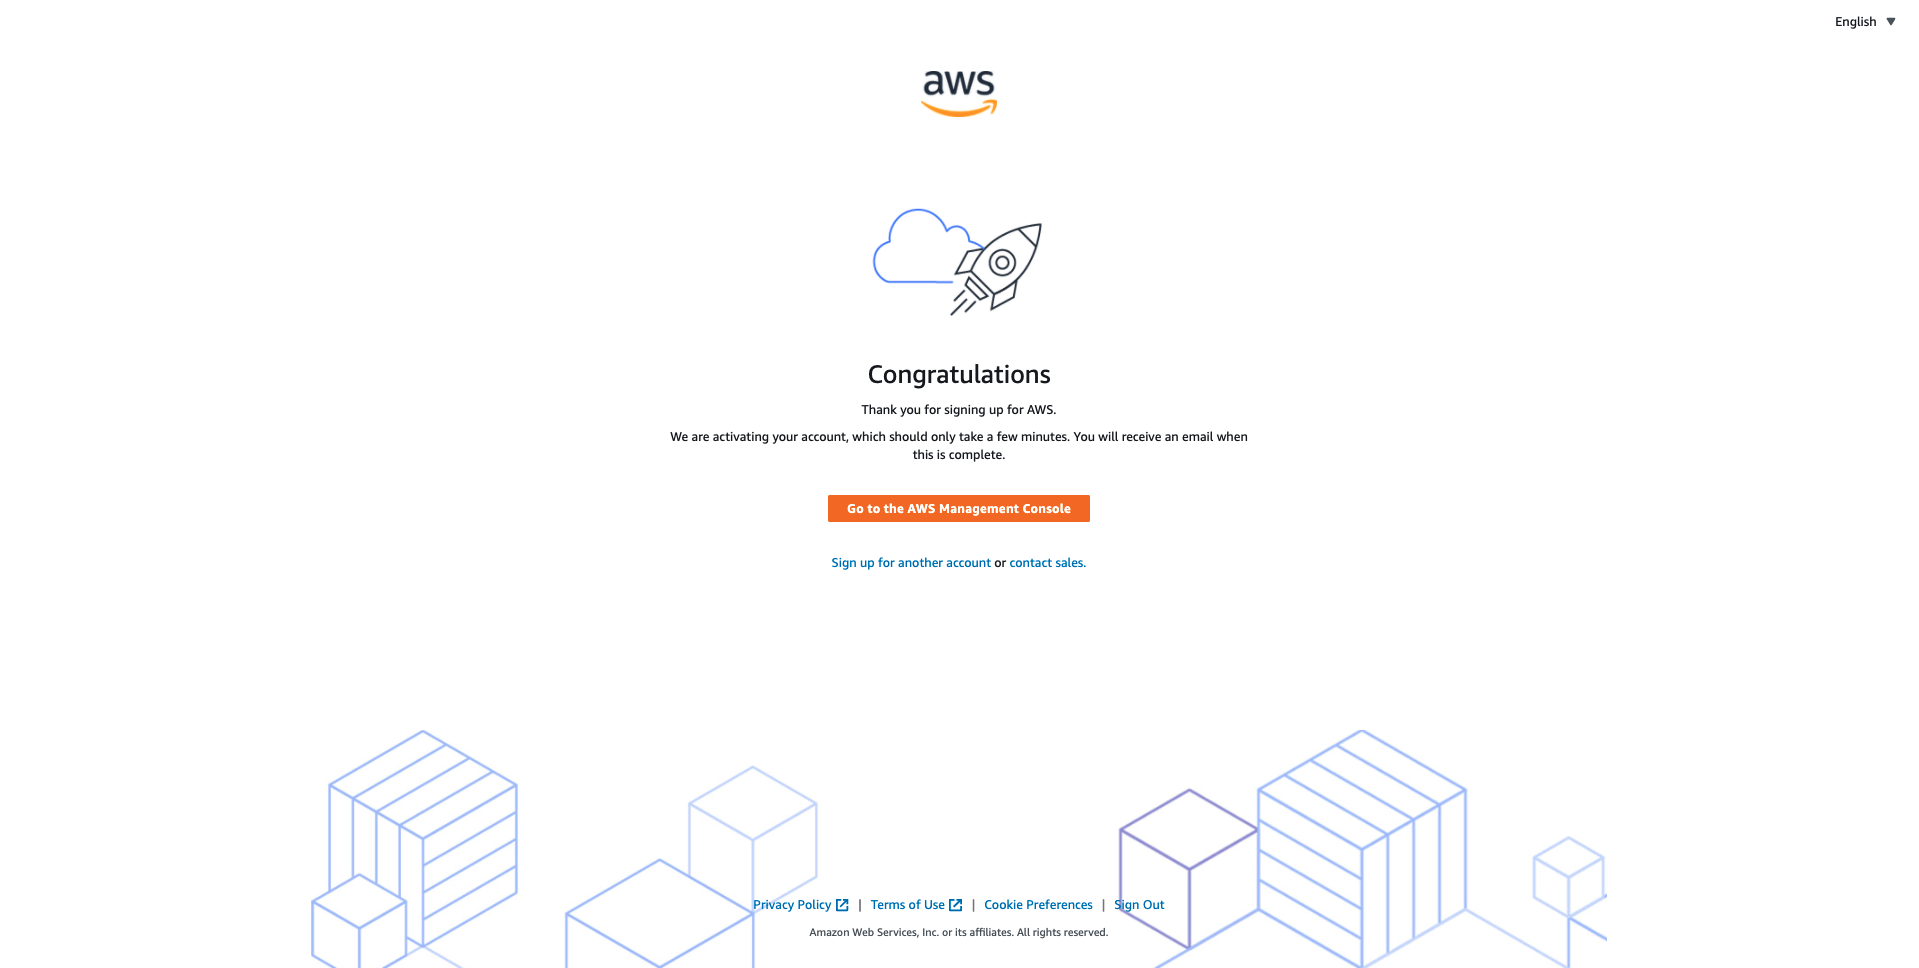 English
aws
Congratulations
Thank you for signing up for AWS.
We are activating your account, which should only take a few minutes. You will receive an email when
this is complete.
Go to the AWS Management Console
Sign up for another account or contact sales.
Privacy Policy | Terms of Use | Cookie Preferences | Sign Out
Amazon Web Services, Inc. or its affiliates. All rights reserved.